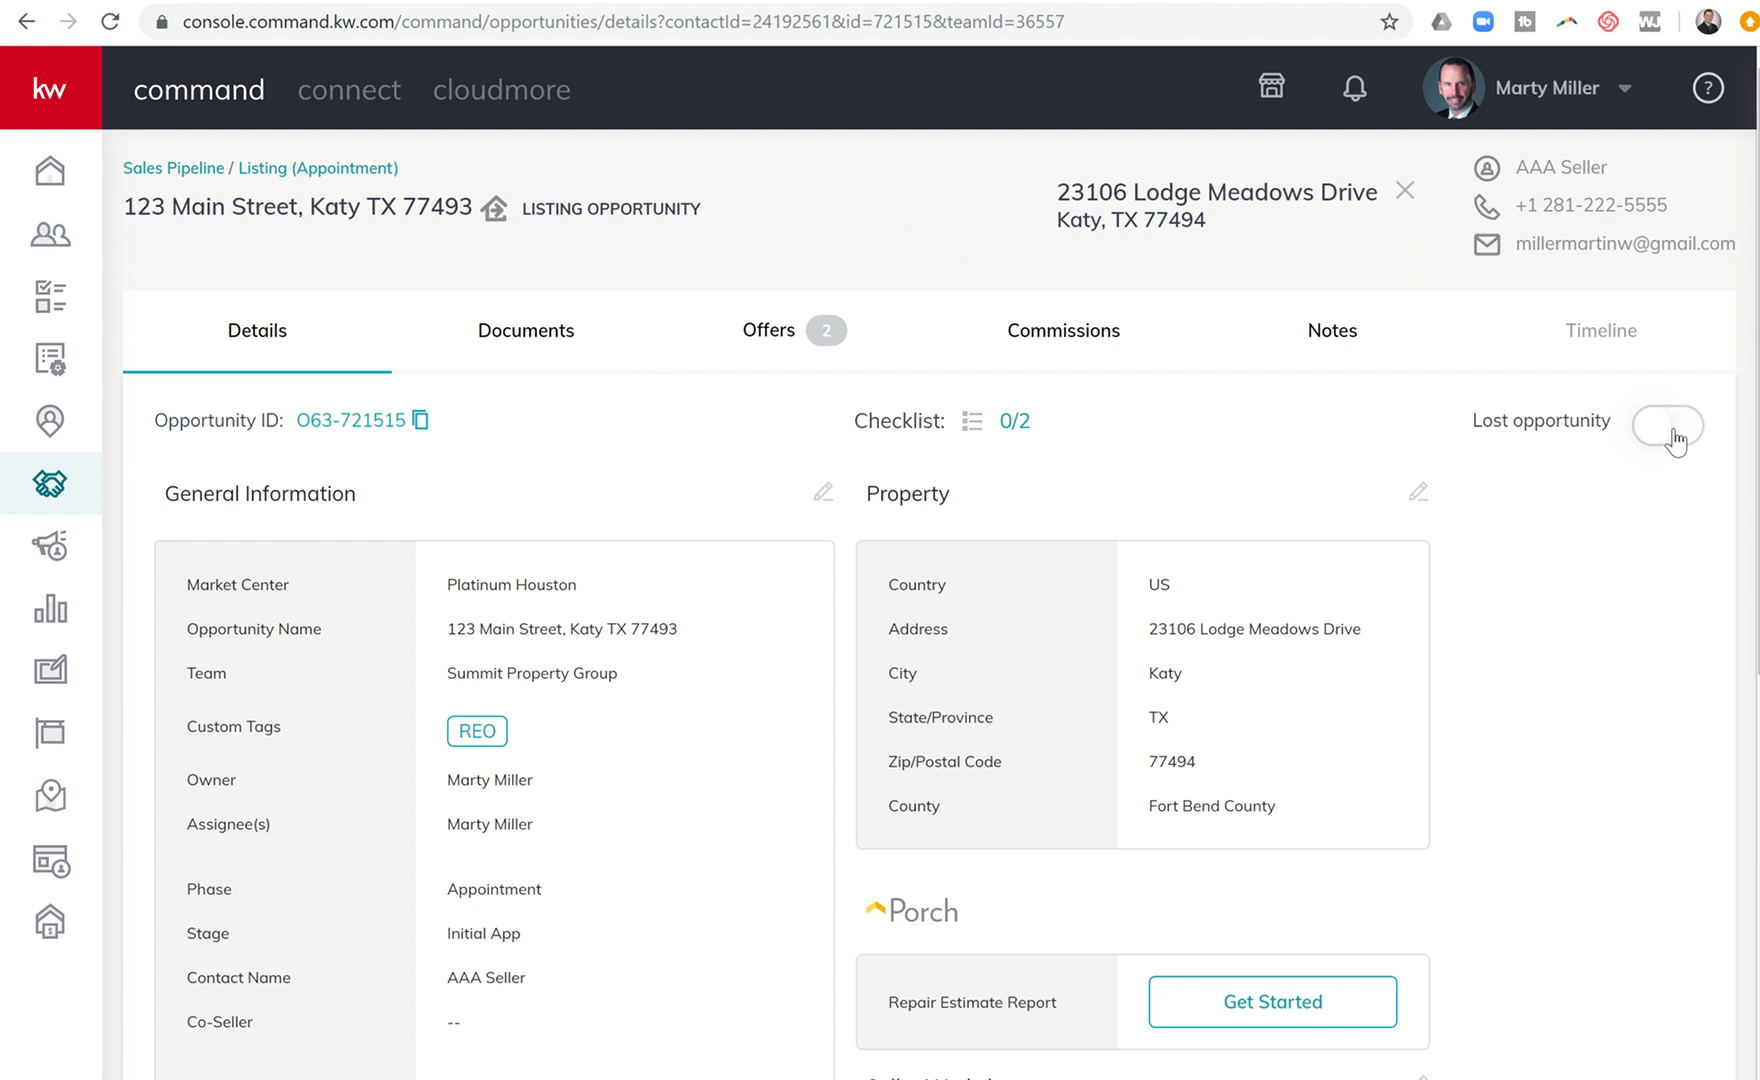 console.command.kw.com/command/opportunities/details?contactId=24192561&id=721515&teamId=36557
kw
command connect cloudmore
Marty Miller
?
Sales Pipeline / Listing (Appointment)
123 Main Street, Katy TX 77493 LISTING OPPORTUNITY
23106 Lodge Meadows Drive
Katy, TX 77494
AAA Seller
+1 281-222-5555
millermartinw@gmail.com
Details Documents Offers 2 Commissions Notes Timeline
Opportunity ID: O63-721515
Checklist: 0/2
Lost opportunity
General Information
Market Center Platinum Houston
Opportunity Name 123 Main Street, Katy TX 77493
Team Summit Property Group
Custom Tags REO
Owner Marty Miller
Assignee(s) Marty Miller
Phase Appointment
Stage Initial App
Contact Name AAA Seller
Co-Seller --
Property
Country US
Address 23106 Lodge Meadows Drive
City Katy
State/Province TX
Zip/Postal Code 77494
County Fort Bend County
Porch
Repair Estimate Report Get Started